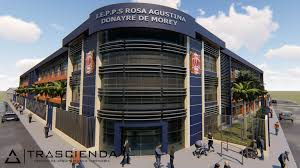 I.E.P.P.S ROSA AGUSTINA
DONAYRE DE MOREY
TRASCIENDA